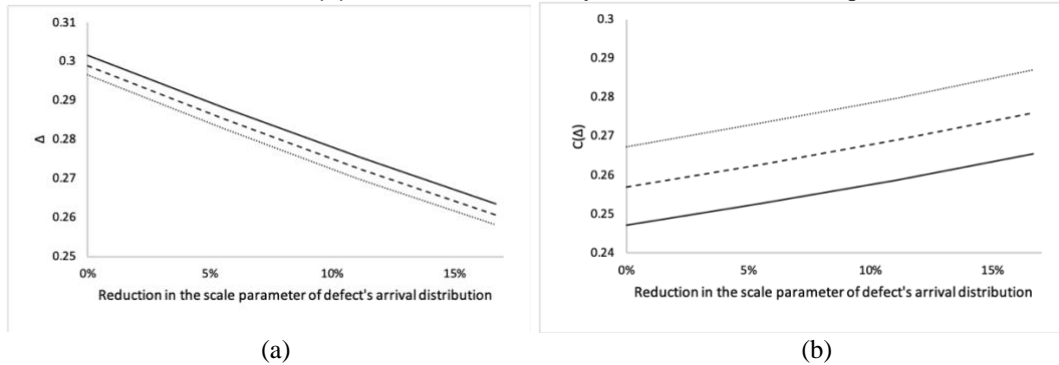 0.31
0.3
0.29
0.28
0.27
0.26
0.25
Δ
0% 5% 10% 15%
Reduction in the scale parameter of defect's arrival distribution
(a)
0.3
0.29
0.28
0.27
0.26
0.25
0.24
C(Δ)
0% 5% 10% 15%
Reduction in the scale parameter of defect's arrival distribution
(b)